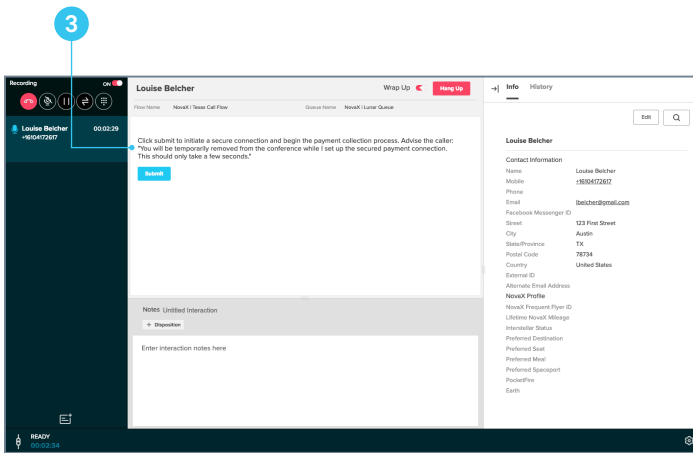 3
Recording
ON
Louise Belcher
00:02:29
+16104172617
Louise Belcher
Wrap Up
Hang Up
Flow Name NovaX | Texas Call Flow Queue Name NovaX | Lunar Queue
Click submit to initiate a secure connection and begin the payment collection process. Advise the caller:
"You will be temporarily removed from the conference while I set up the secured payment connection.
This should only take a few seconds."
Submit
Notes Untitled Interaction
+ Disposition
Enter interaction notes here
Info History
Edit
Louise Belcher
Contact Information
Name Louise Belcher
Mobile +16104172617
Phone
Email lbelcher@gmail.com
Facebook Messenger ID
Street 123 First Street
City Austin
State/Province TX
Postal Code 78734
Country United States
External ID
Alternate Email Address
NovaX Profile
NovaX Frequent Flyer ID
Lifetime NovaX Mileage
Interstellar Status
Preferred Destination
Preferred Seat
Preferred Meal
Preferred Spaceport
PocketFire
Earth
READY
00:02:34